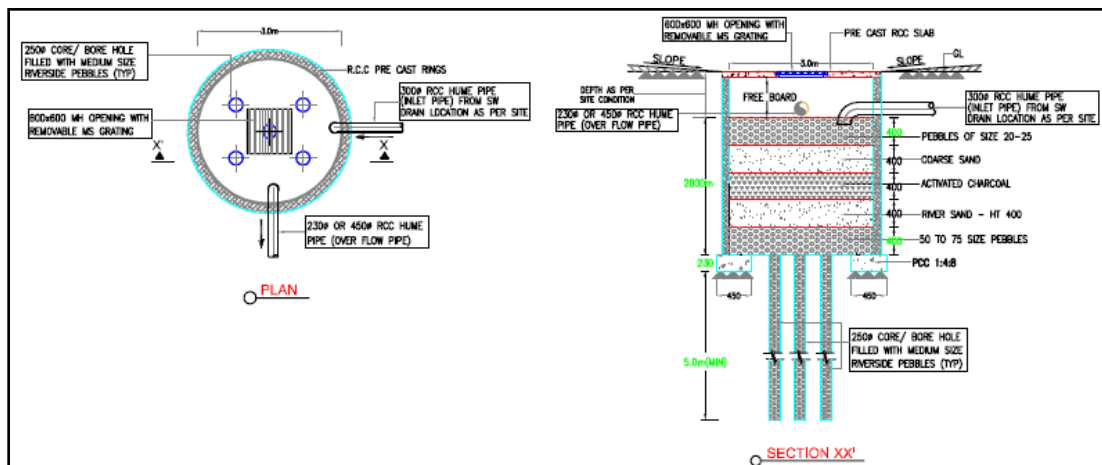 3.0m
250ø CORE/ BORE HOLE
FILLED WITH MEDIUM SIZE
RIVERSIDE PEBBLES (TYP)
R.C.C PRE CAST RINGS
300ø RCC HUME PIPE
(INLET PIPE) FROM SW
DRAIN LOCATION AS PER SITE
600x600 MH OPENING WITH
REMOVABLE MS GRATING
X'
X
230ø OR 450ø RCC HUME
PIPE (OVER FLOW PIPE)
PLAN
600x600 MH OPENING WITH
REMOVABLE MS GRATING
PRE CAST RCC SLAB
SLOPE
3.0m
SLOPE
GL
DEPTH AS PER
SITE CONDITION
FREE BOARD
300ø RCC HUME PIPE
(INLET PIPE) FROM SW
DRAIN LOCATION AS PER SITE
230ø OR 450ø RCC HUME
PIPE (OVER FLOW PIPE)
400
PEBBLES OF SIZE 20-25
400
COARSE SAND
2000m
400
ACTIVATED CHARCOAL
400
RIVER SAND - HT 400
400
50 TO 75 SIZE PEBBLES
230
PCC 1:4:8
450
450
250ø CORE/ BORE HOLE
FILLED WITH MEDIUM SIZE
RIVERSIDE PEBBLES (TYP)
5.0m(MIN)
SECTION XX'